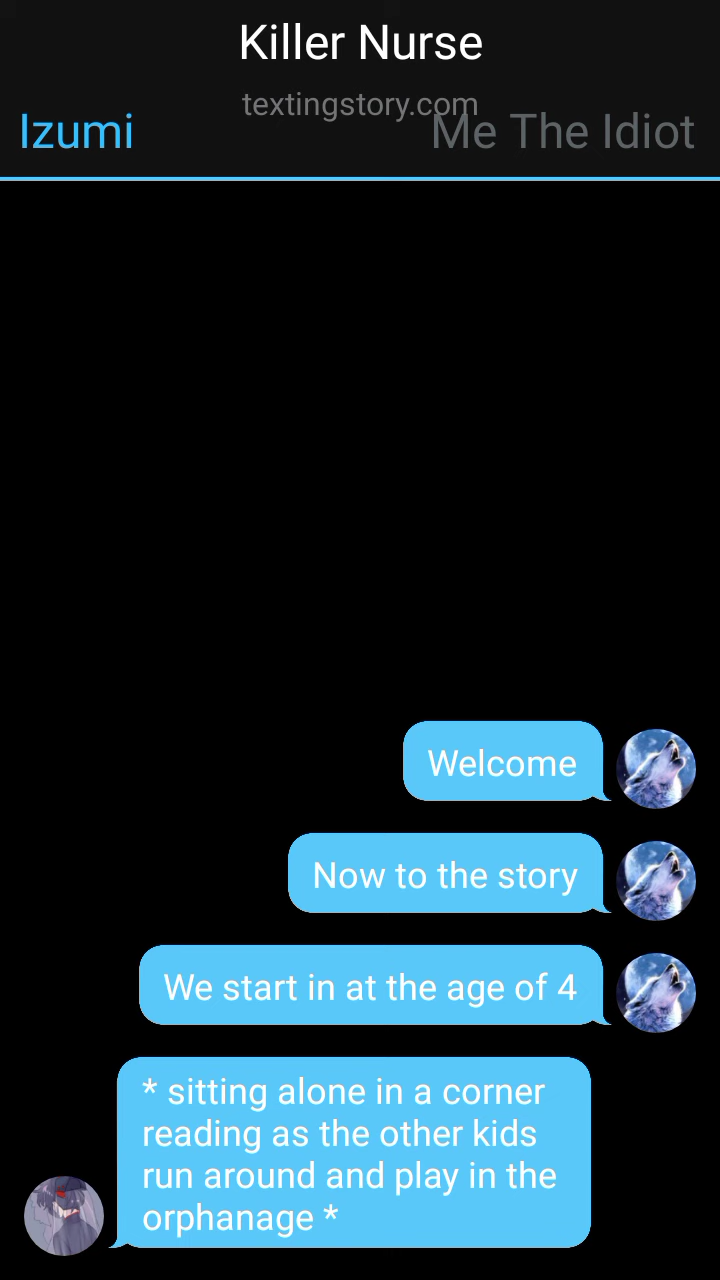 Killer Nurse
textingstory.com
Izumi
Me The Idiot
Welcome
Now to the story
We start in at the age of 4
* sitting alone in a corner
reading as the other kids
run around and play in the
orphanage *